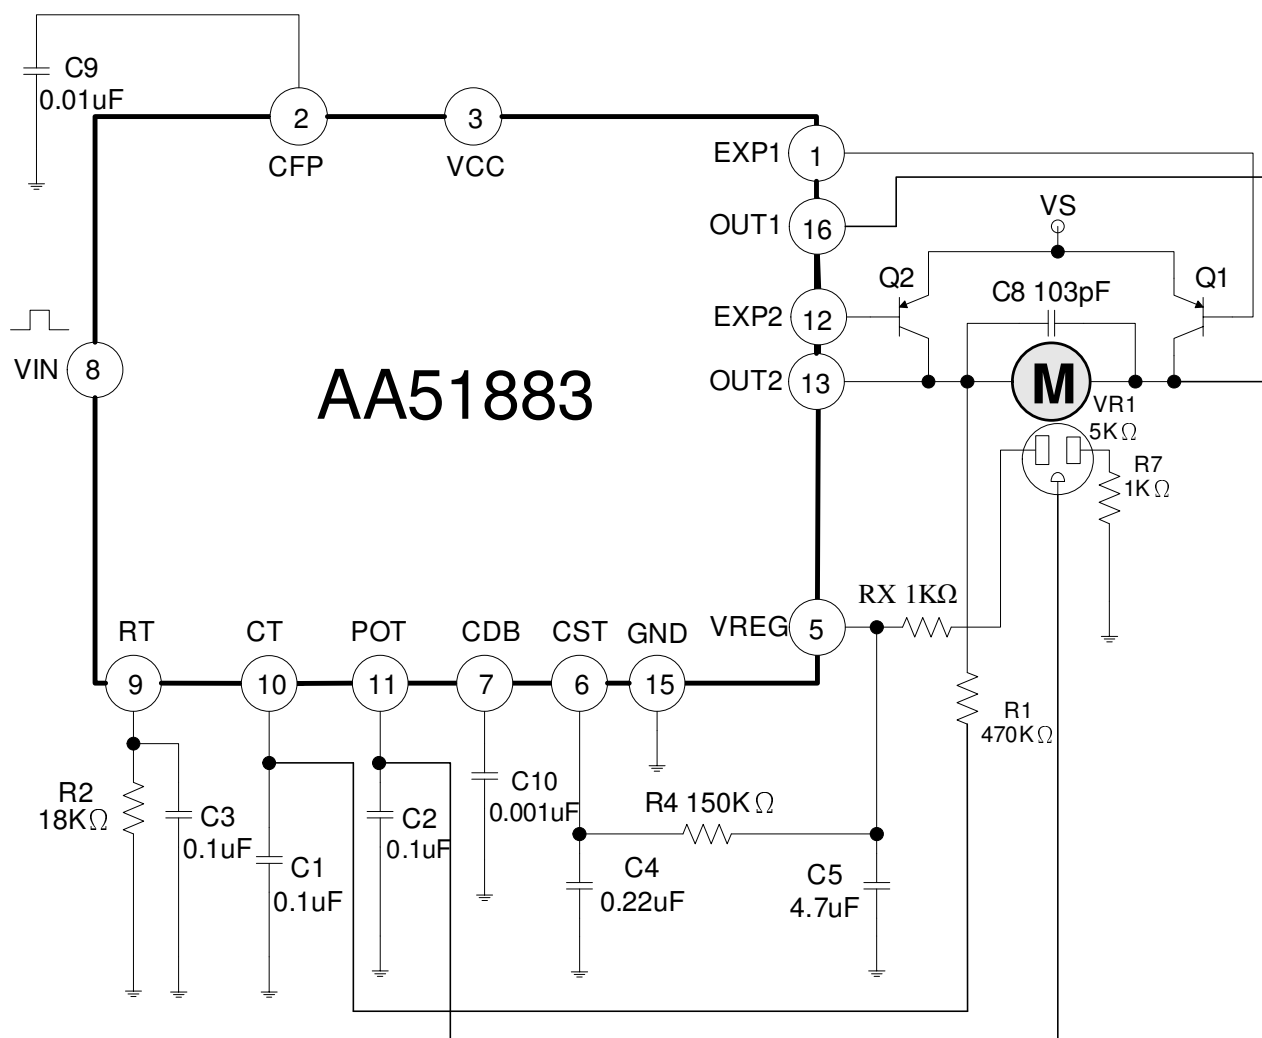 C9
0.01uF
2
CFP
3
VCC
EXP1
1
OUT1
16
VS
Q2
Q1
C8 103pF
EXP2
12
VIN
8
AA51883
OUT2
13
M
VR1
5KΩ
R7
1KΩ
RX 1KΩ
VREG
5
RT
CT
POT
CDB
CST
GND
9
10
11
7
6
15
R1
470KΩ
R2
18KΩ
C3
0.1uF
C1
0.1uF
C2
0.1uF
C10
0.001uF
R4 150KΩ
C4
0.22uF
C5
4.7uF